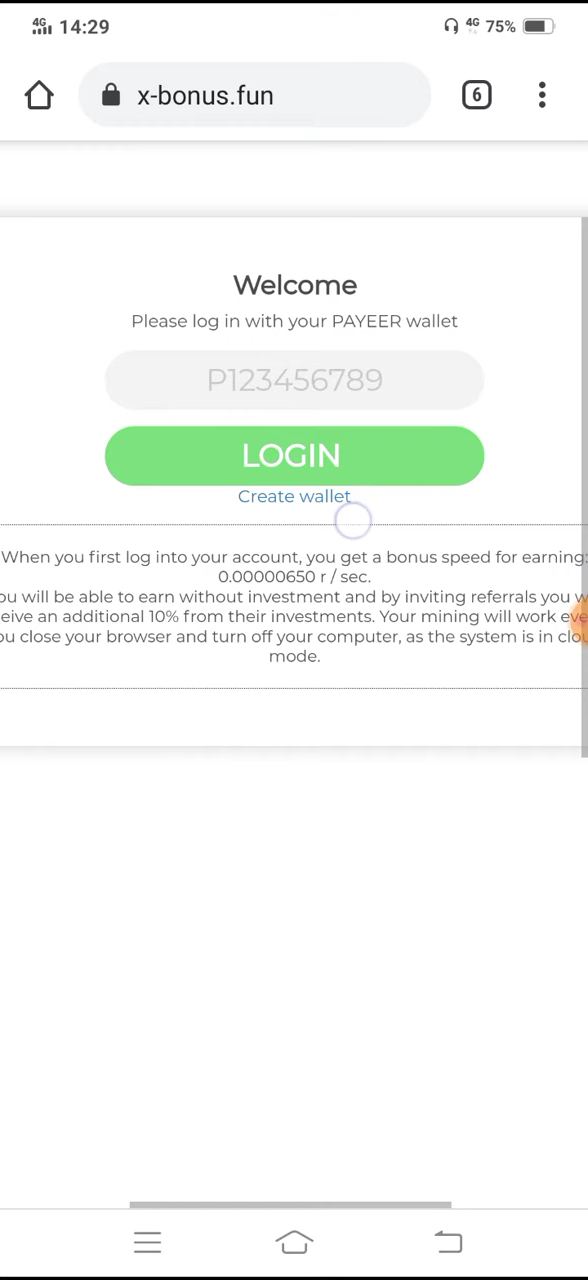 4G 14:29 4G 75%
x-bonus.fun 6
Welcome
Please log in with your PAYEER wallet
P123456789
LOGIN
Create wallet
When you first log into your account, you get a bonus speed for earning:
0.00000650 r / sec.
ou will be able to earn without investment and by inviting referrals you w
eive an additional 10% from their investments. Your mining will work eve
ou close your browser and turn off your computer, as the system is in clou
mode.